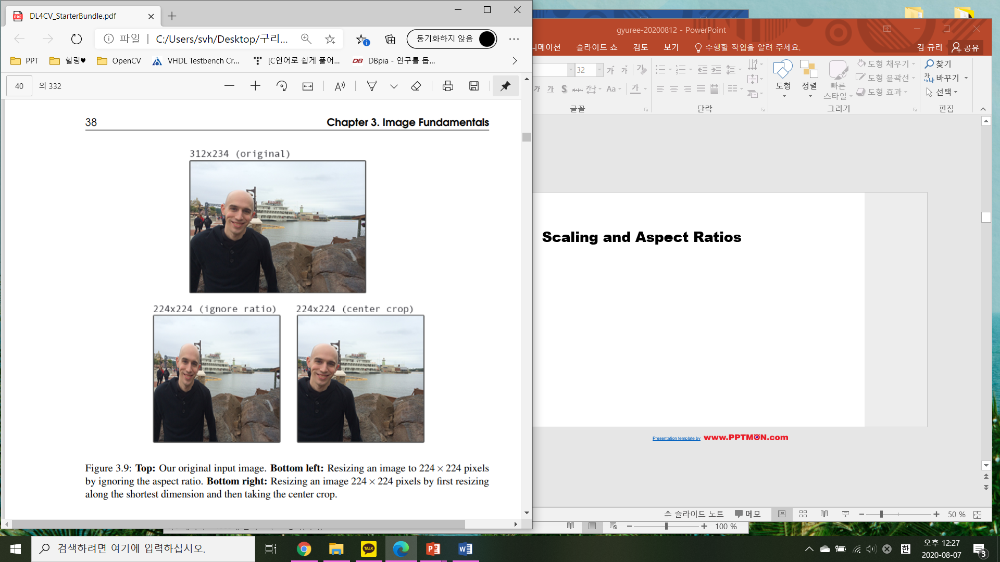 DL4CV_StarterBundle.pdf
파일
C:/Users/svh/Desktop/구리...
동기화하지 않음
PPT
힐링♥
OpenCV
VHDL Testbench Cr...
[C언어로 쉽게 풀어...
DBpia - 연구를 돕...
40 의 332
38 Chapter 3. Image Fundamentals
312x234 (original)
224x224 (ignore ratio) 224x224 (center crop)
Figure 3.9: Top: Our original input image. Bottom left: Resizing an image to 224 × 224 pixels
by ignoring the aspect ratio. Bottom right: Resizing an image 224 × 224 pixels by first resizing
along the shortest dimension and then taking the center crop.
gyuree-20200812 - PowerPoint
슬라이드 쇼 검토 보기 수행할 작업을 알려 주세요. 김 규리 공유
32
가 가 Aa 가
글꼴
단락
도형
정렬
빠른
스타일
도형 채우기
도형 윤곽선
도형 효과
그리기
찾기
바꾸기
선택
편집
Scaling and Aspect Ratios
Presentation template by www.PPTMON.com
슬라이드 노트 메모 50 %
100 %
검색하려면 여기에 입력하십시오.
TALK
한
오후 12:27
2020-08-07
3